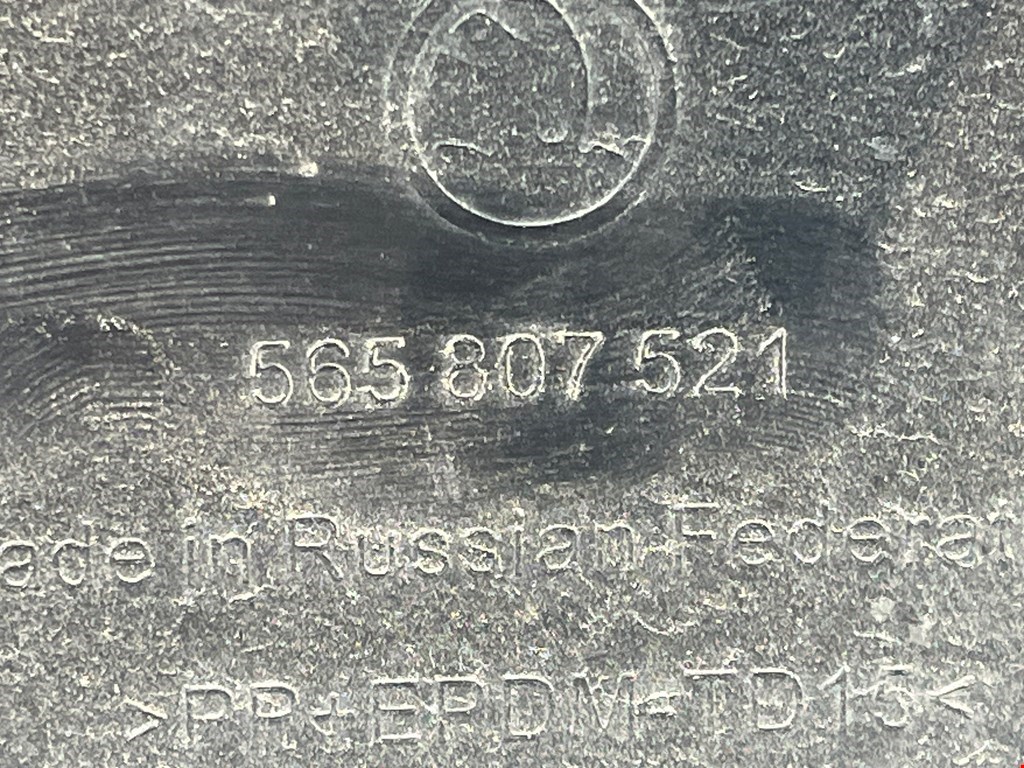 565 807 521
ade in Russian Federat
>PP+EPDM-TD15<